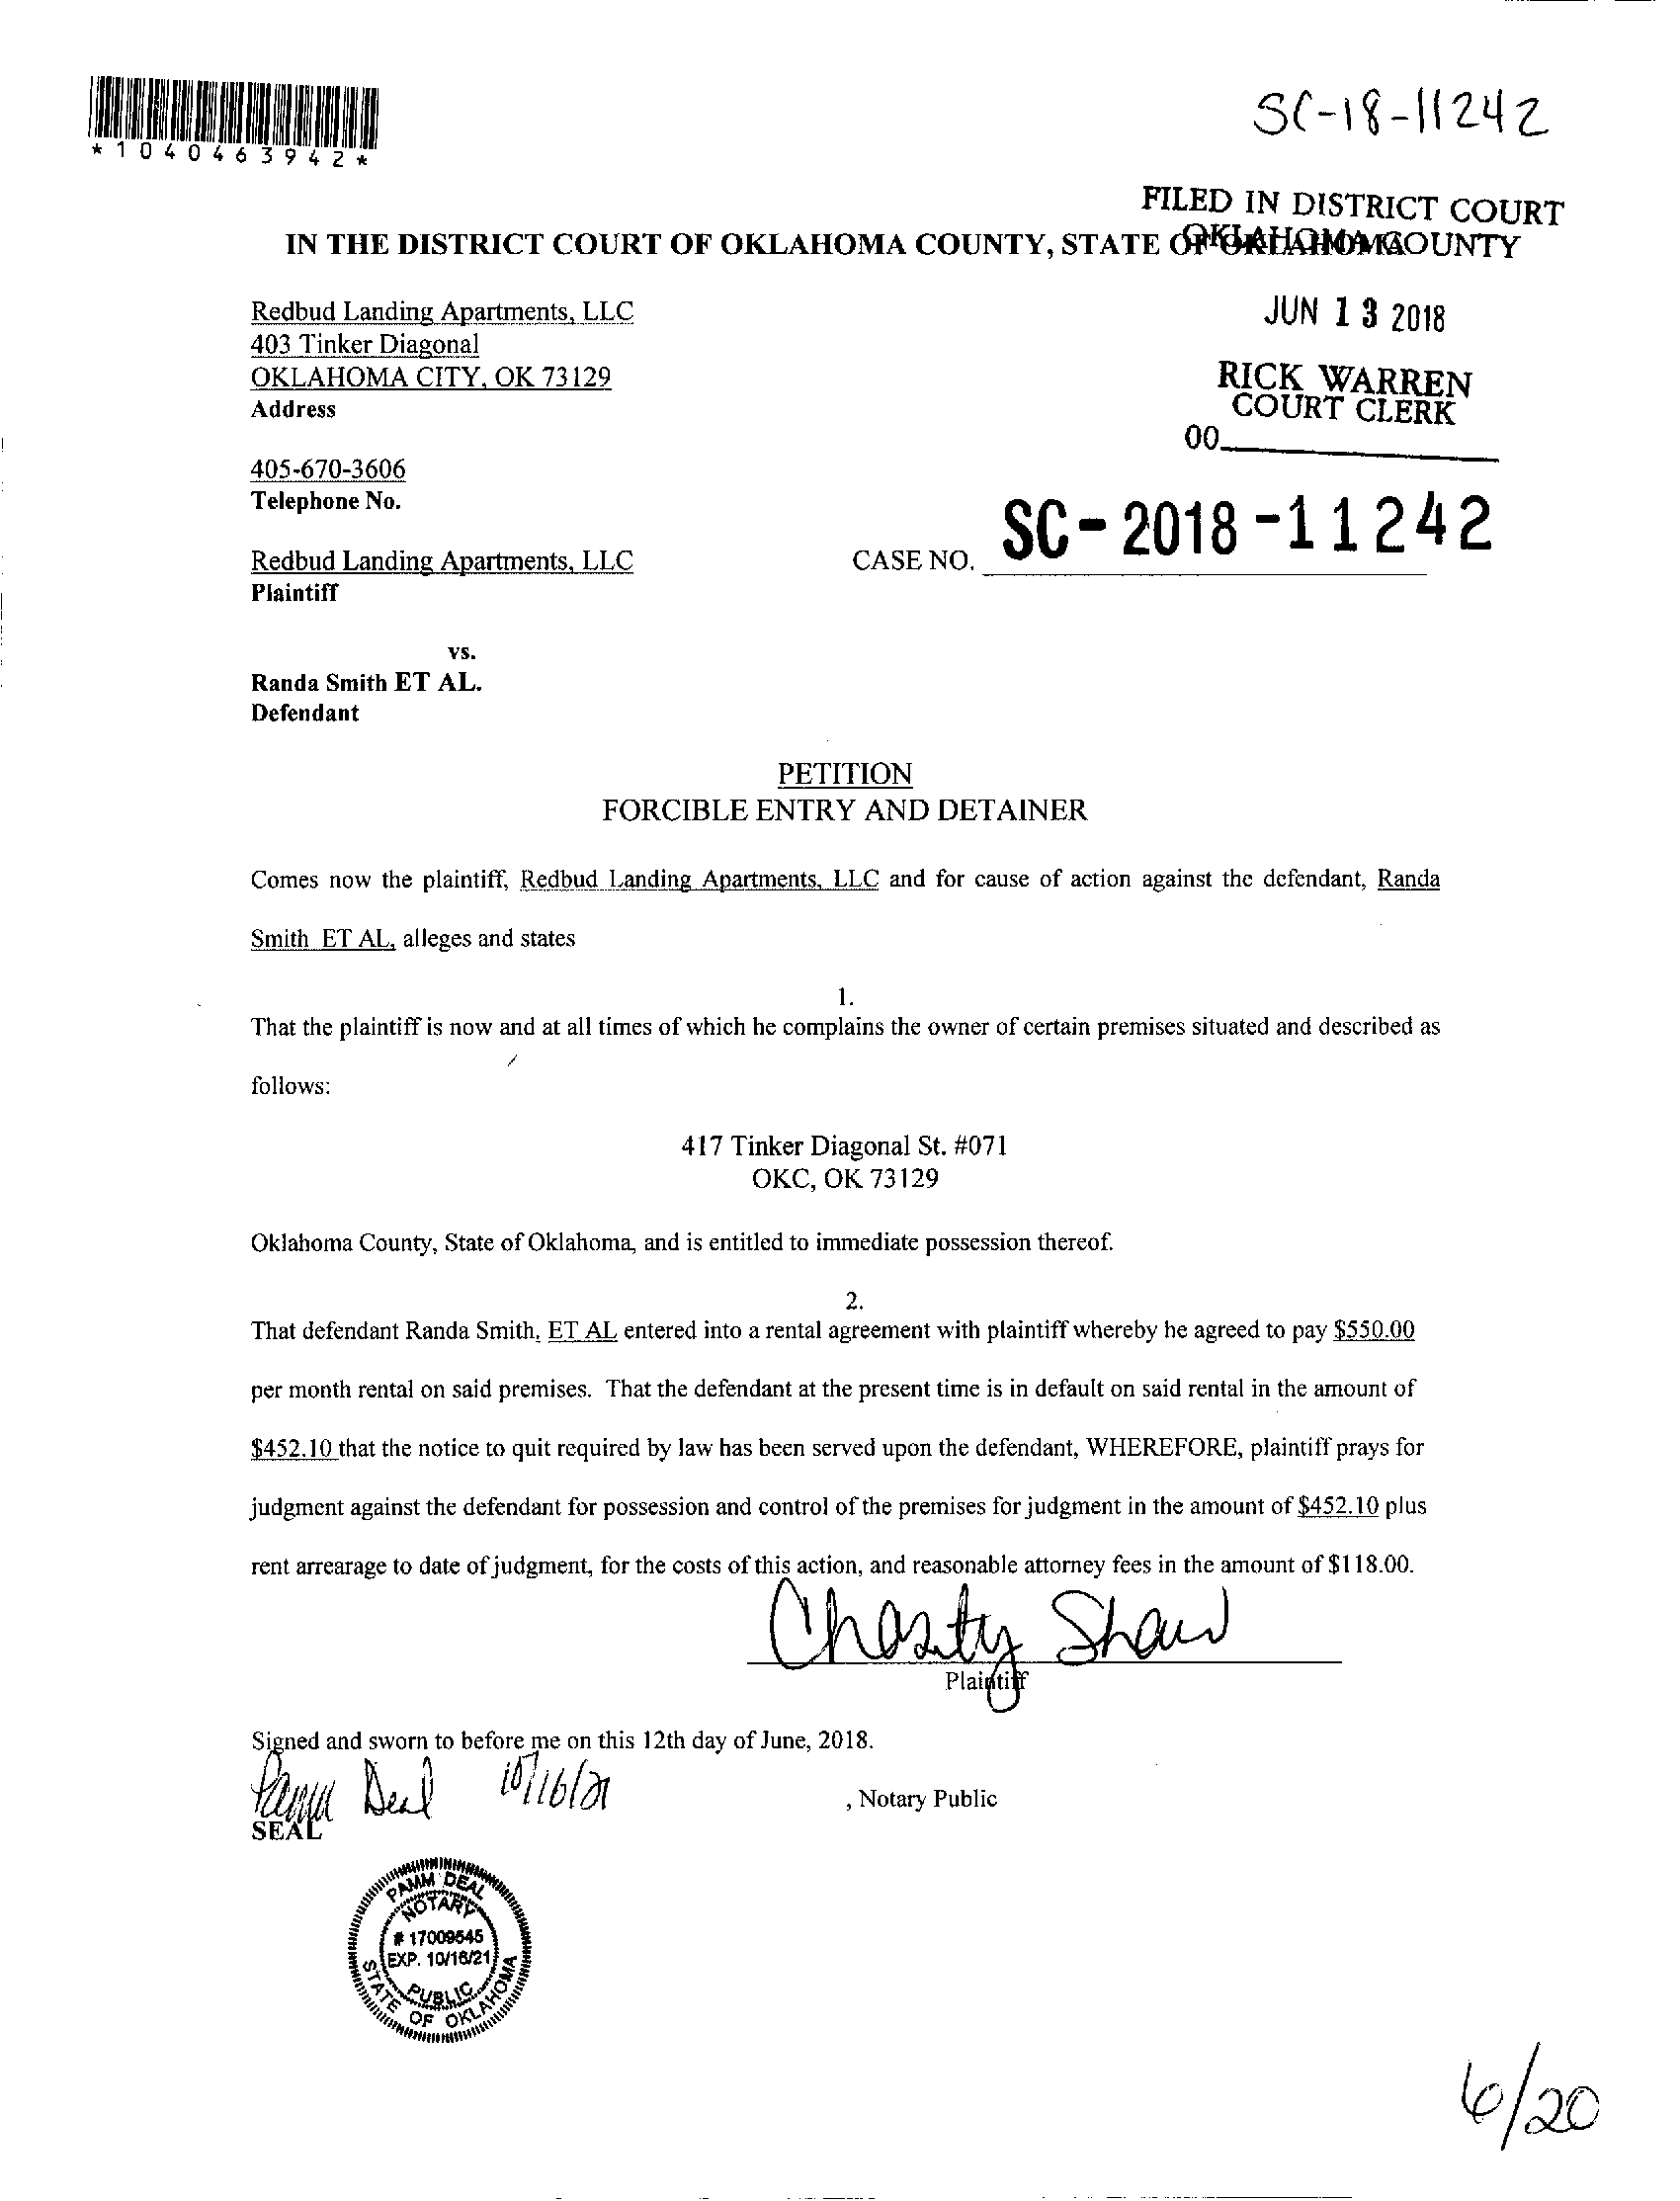 *1040463942*
SC-18-11242
FILED IN DISTRICT COURT
OKLAHOMA COUNTY
IN THE DISTRICT COURT OF OKLAHOMA COUNTY, STATE OF OKLAHOMA
Redbud Landing Apartments, LLC
403 Tinker Diagonal
OKLAHOMA CITY, OK 73129
Address
JUN 13 2018
RICK WARREN
COURT CLERK
00
405-670-3606
Telephone No.
Redbud Landing Apartments, LLC
Plaintiff
CASE NO. SC-2018-11242
vs.
Randa Smith ET AL.
Defendant
PETITION
FORCIBLE ENTRY AND DETAINER
Comes now the plaintiff, Redbud Landing Apartments, LLC and for cause of action against the defendant, Randa
Smith ET AL, alleges and states
1.
That the plaintiff is now and at all times of which he complains the owner of certain premises situated and described as
follows:
417 Tinker Diagonal St. #071
OKC, OK 73129
Oklahoma County, State of Oklahoma, and is entitled to immediate possession thereof.
2.
That defendant Randa Smith, ET AL entered into a rental agreement with plaintiff whereby he agreed to pay $550.00
per month rental on said premises. That the defendant at the present time is in default on said rental in the amount of
$452.10 that the notice to quit required by law has been served upon the defendant, WHEREFORE, plaintiff prays for
judgment against the defendant for possession and control of the premises for judgment in the amount of $452.10 plus
rent arrearage to date of judgment, for the costs of this action, and reasonable attorney fees in the amount of $118.00.
Chasity Shaw
Plaintiff
Signed and sworn to before me on this 12th day of June, 2018.
Pamm Deal 10/16/21
, Notary Public
SEAL
PAMM DEAL
NOTARY
# 17009545
EXP. 10/16/21
PUBLIC
STATE OF OKLAHOMA
6/20